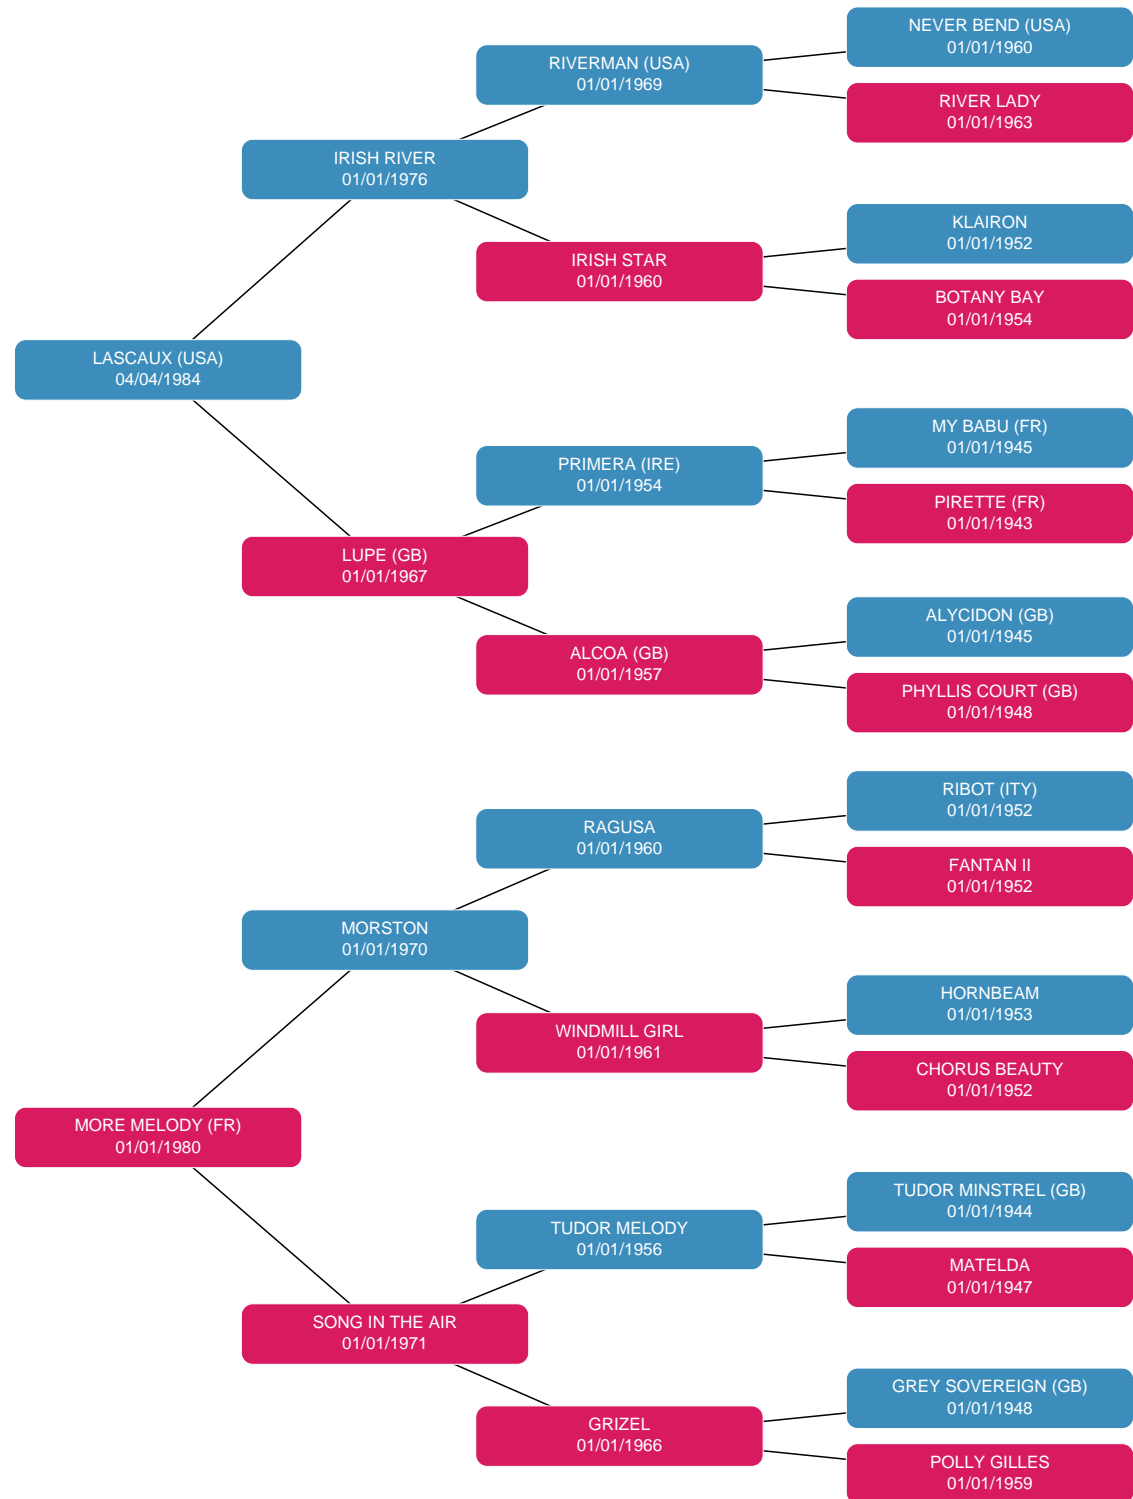 NEVER BEND (USA)
01/01/1960
RIVERMAN (USA)
01/01/1969
RIVER LADY
01/01/1963
IRISH RIVER
01/01/1976
KLAIRON
01/01/1952
IRISH STAR
01/01/1960
BOTANY BAY
01/01/1954
LASCAUX (USA)
04/04/1984
MY BABU (FR)
01/01/1945
PRIMERA (IRE)
01/01/1954
PIRETTE (FR)
01/01/1943
LUPE (GB)
01/01/1967
ALYCIDON (GB)
01/01/1945
ALCOA (GB)
01/01/1957
PHYLLIS COURT (GB)
01/01/1948
RIBOT (ITY)
01/01/1952
RAGUSA
01/01/1960
FANTAN II
01/01/1952
MORSTON
01/01/1970
HORNBEAM
01/01/1953
WINDMILL GIRL
01/01/1961
CHORUS BEAUTY
01/01/1952
MORE MELODY (FR)
01/01/1980
TUDOR MINSTREL (GB)
01/01/1944
TUDOR MELODY
01/01/1956
MATELDA
01/01/1947
SONG IN THE AIR
01/01/1971
GREY SOVEREIGN (GB)
01/01/1948
GRIZEL
01/01/1966
POLLY GILLES
01/01/1959